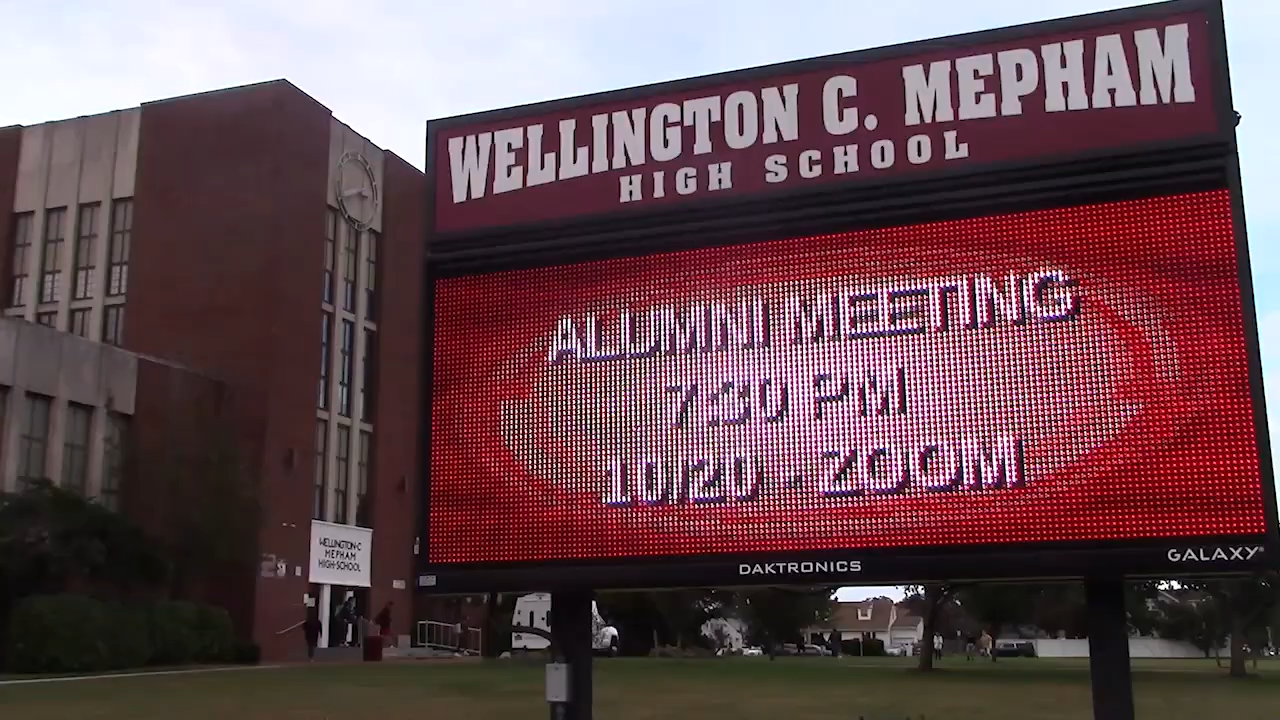 WELLINGTON C. MEPHAM
HIGH SCHOOL
ALUMNI MEETING
7:30 PM
10/20 - ZOOM
DAKTRONICS
GALAXY®
WELLINGTON·C
MEPHAM
HIGH·SCHOOL